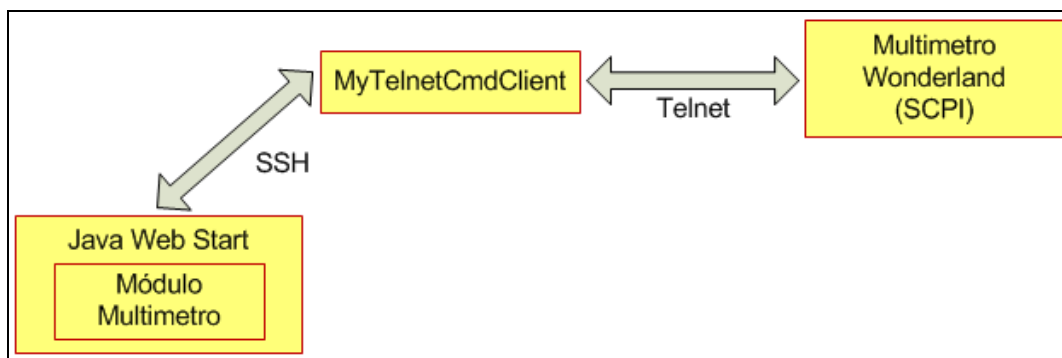 MyTelnetCmdClient
Multimetro
Wonderland
(SCPI)
Telnet
SSH
Java Web Start
Módulo
Multimetro